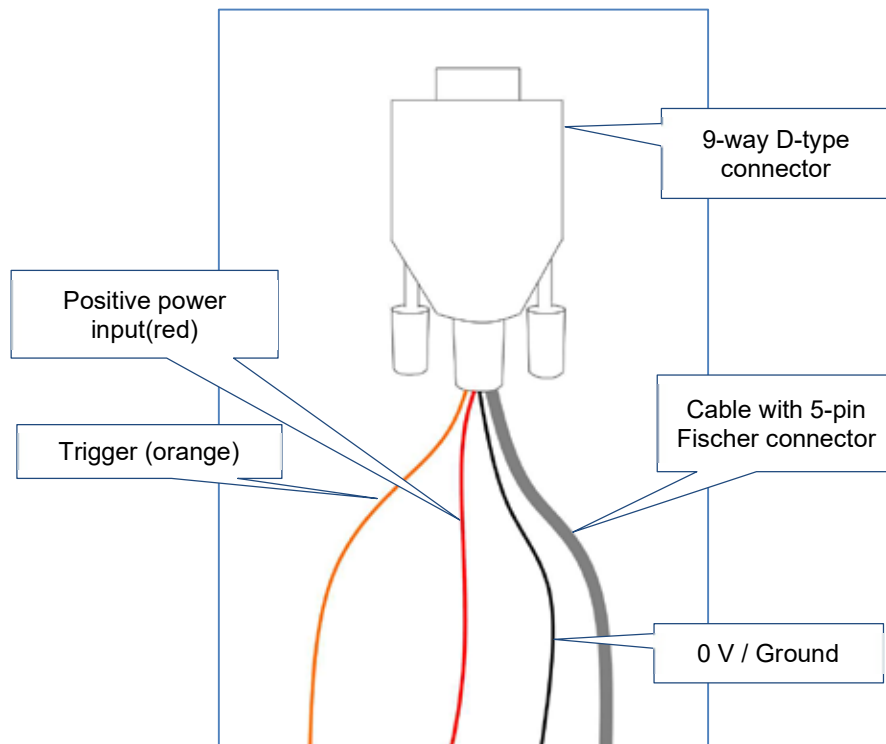 9-way D-type
connector
Positive power
input(red)
Trigger (orange)
Cable with 5-pin
Fischer connector
0 V / Ground